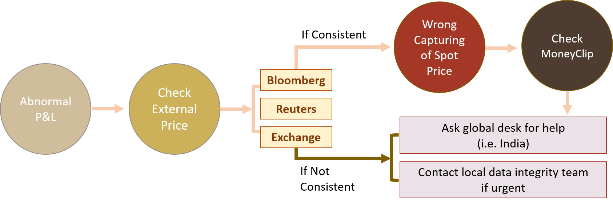 Abnormal
P&L
Check
External
Price
Bloomberg
Reuters
Exchange
If Consistent
If Not
Consistent
Wrong
Capturing
of Spot
Price
Check
MoneyClip
Ask global desk for help
(i.e. India)
Contact local data integrity team
if urgent